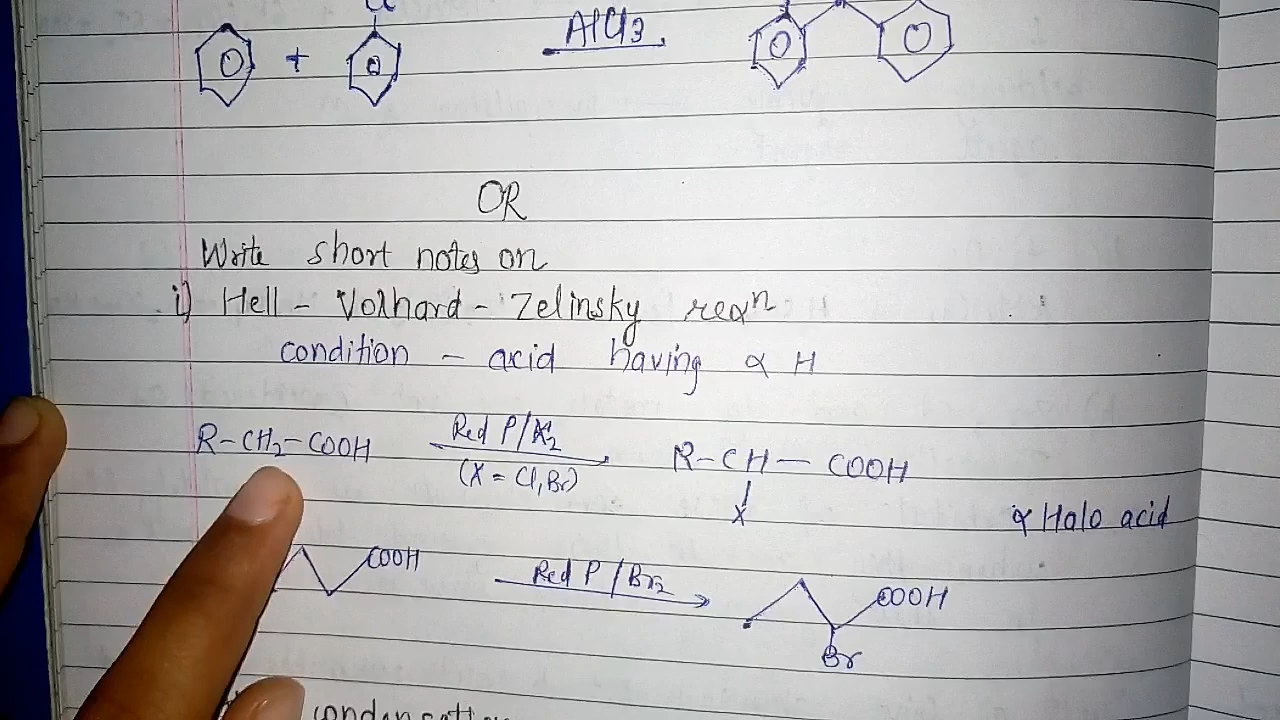 + AlCl3
OR
Write short notes on
i) Hell - Volhard - Zelinsky reaxⁿ
condition - acid having α H
R-CH2-COOH Red P/X2 (X = Cl, Br) R-CH-COOH
X
α Halo acid
COOH Red P/Br2 COOH
Br